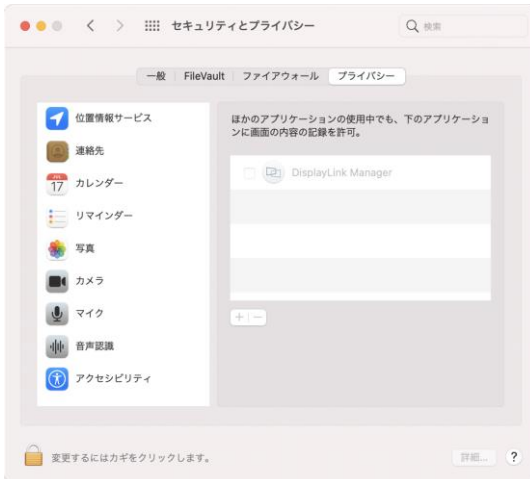 セキュリティとプライバシー
検索
一般 FileVault ファイアウォール プライバシー
位置情報サービス
連絡先
JUL
17
カレンダー
リマインダー
写真
カメラ
マイク
音声認識
アクセシビリティ
ほかのアプリケーションの使用中でも、下のアプリケーショ
ンに画面の内容の記録を許可。
DisplayLink Manager
+ −
変更するにはカギをクリックします。
詳細...
?